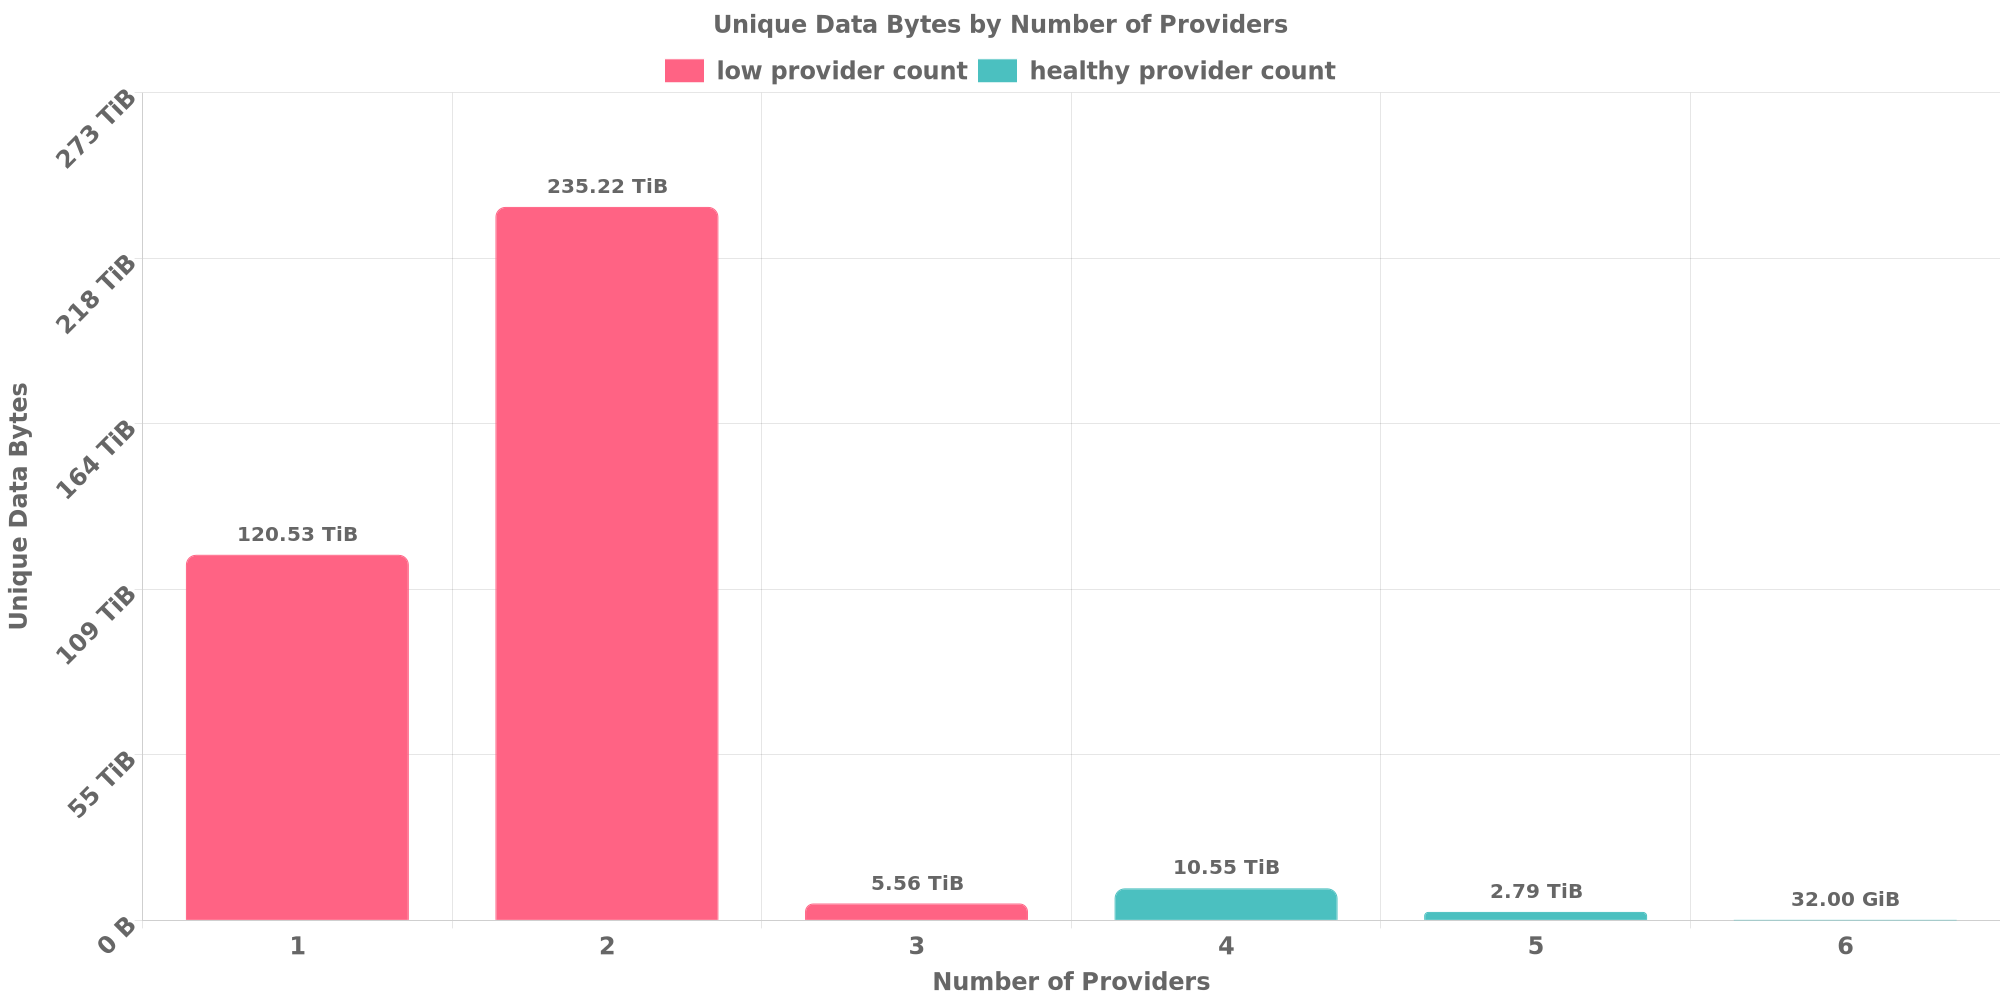 Unique Data Bytes by Number of Providers
low provider count
healthy provider count
273 TiB
218 TiB
164 TiB
109 TiB
55 TiB
0 B
Unique Data Bytes
120.53 TiB
235.22 TiB
5.56 TiB
10.55 TiB
2.79 TiB
32.00 GiB
1
2
3
4
5
6
Number of Providers